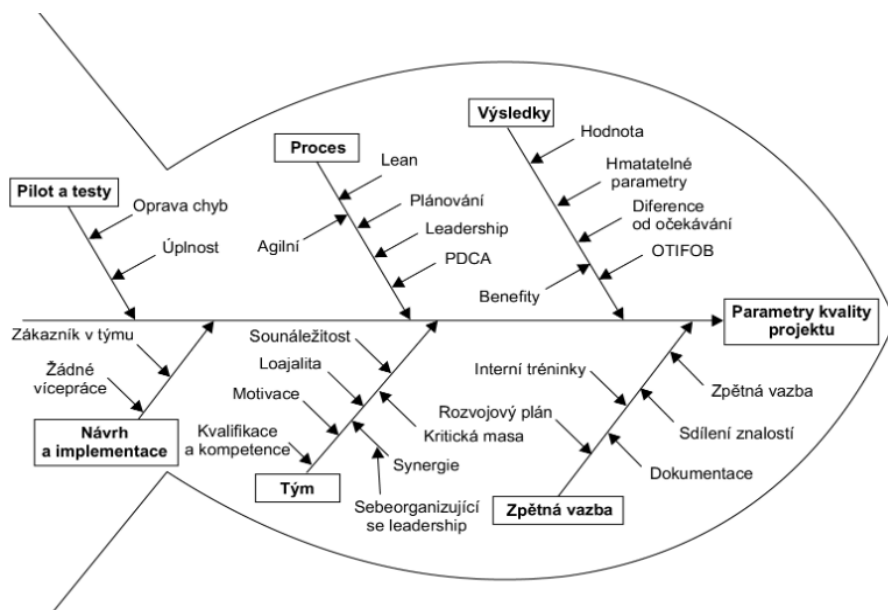 Výsledky
Hodnota
Proces
Lean
Hmatatelné
parametry
Pilot a testy
Oprava chyb
Plánování
Agilní
Leadership
Diference
od očekávání
Úplnost
PDCA
OTIFOB
Benefity
Parametry kvality
projektu
Zákazník v týmu
Žádné
vícepráce
Návrh
a implementace
Sounáležitost
Loajalita
Motivace
Kvalifikace
a kompetence
Kritická masa
Synergie
Sebeorganizující
se leadership
Tým
Interní tréninky
Rozvojový plán
Zpětná vazba
Sdílení znalostí
Dokumentace
Zpětná vazba